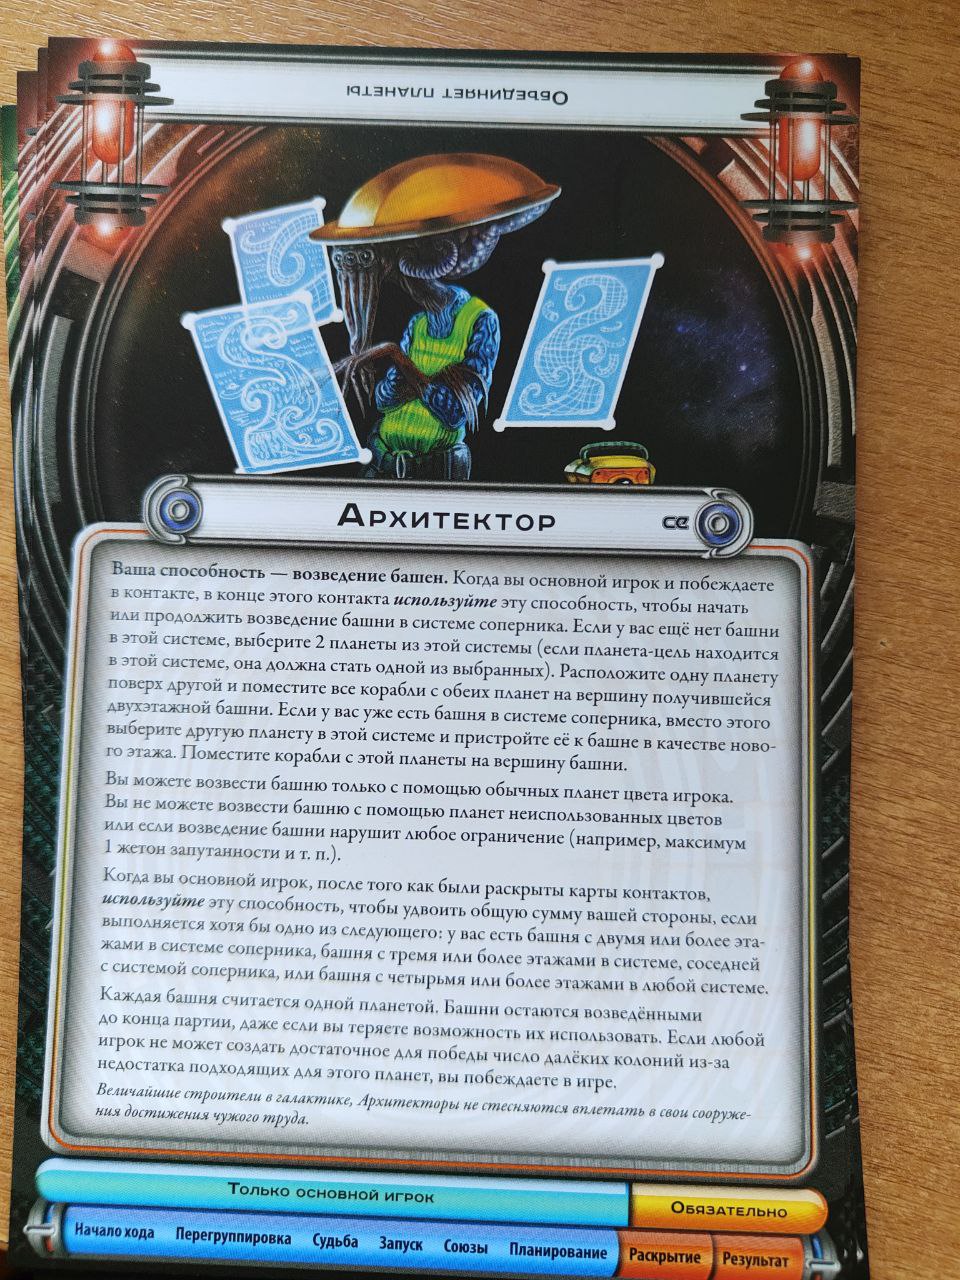 Объединяет планеты
Архитектор
се
Ваша способность — возведение башен. Когда вы основной игрок и побеждаете
в контакте, в конце этого контакта используйте эту способность, чтобы начать
или продолжить возведение башни в системе соперника. Если у вас ещё нет башни
в этой системе, выберите 2 планеты из этой системы (если планета-цель находится
в этой системе, она должна стать одной из выбранных). Расположите одну планету
поверх другой и поместите все корабли с обеих планет на вершину получившейся
двухэтажной башни. Если у вас уже есть башня в системе соперника, вместо этого
выберите другую планету в этой системе и пристройте её к башне в качестве ново-
го этажа. Поместите корабли с этой планеты на вершину башни.
Вы можете возвести башню только с помощью обычных планет цвета игрока.
Вы не можете возвести башню с помощью планет неиспользованных цветов
или если возведение башни нарушит любое ограничение (например, максимум
1 жетон запутанности и т. п.).
Когда вы основной игрок, после того как были раскрыты карты контактов,
используйте эту способность, чтобы удвоить общую сумму вашей стороны, если
выполняется хотя бы одно из следующего: у вас есть башня с двумя или более эта-
жами в системе соперника, башня с тремя или более этажами в системе, соседней
с системой соперника, или башня с четырьмя или более этажами в любой системе.
Каждая башня считается одной планетой. Башни остаются возведёнными
до конца партии, даже если вы теряете возможность их использовать. Если любой
игрок не может создать достаточное для победы число далёких колоний из-за
недостатка подходящих для этого планет, вы побеждаете в игре.
Величайшие строители в галактике, Архитекторы не стесняются вплетать в свои сооруже-
ния достижения чужого труда.
Только основной игрок
Обязательно
Начало хода Перегруппировка Судьба Запуск Союзы Планирование Раскрытие Результат